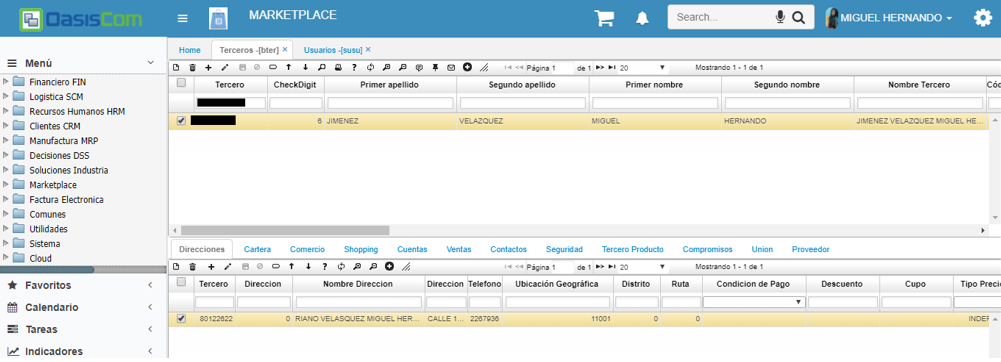 OasisCom
MARKETPLACE
Search...
MIGUEL HERNANDO
Menú
Financiero FIN
Logistica SCM
Recursos Humanos HRM
Clientes CRM
Manufactura MRP
Decisiones DSS
Soluciones Industria
Marketplace
Factura Electronica
Comunes
Utilidades
Sistema
Cloud
Favoritos
Calendario
Tareas
Indicadores
Home Terceros -[bter] × Usuarios -[susu] ×
Página 1 de 1 20 Mostrando 1 - 1 de 1
Tercero CheckDigit Primer apellido Segundo apellido Primer nombre Segundo nombre Nombre Tercero Cód
6 JIMENEZ VELAZQUEZ MIGUEL HERNANDO JIMENEZ VELAZQUEZ MIGUEL HE...
Direcciones Cartera Comercio Shopping Cuentas Ventas Contactos Seguridad Tercero Producto Compromisos Union Proveedor
Página 1 de 1 20 Mostrando 1 - 1 de 1
Tercero Direccion Nombre Direccion Direccion Telefono Ubicación Geográfica Distrito Ruta Condicion de Pago Descuento Cupo Tipo Precio
80122622 0 RIANO VELASQUEZ MIGUEL HER... CALLE 1... 2267936 11001 0 0 INDEF